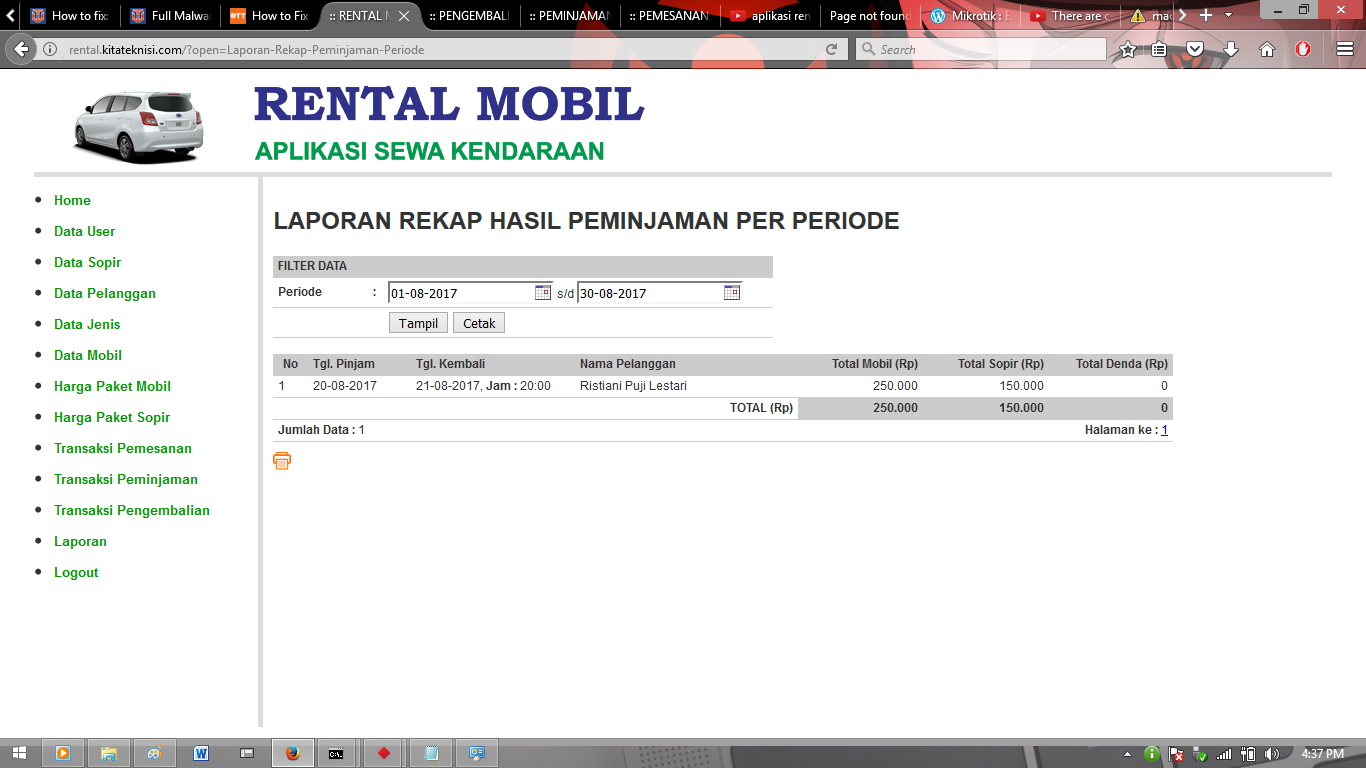 How to fix
Full Malwa
How to Fix
:: RENTAL M
:: PENGEMBALI
:: PEMINJAMAN
:: PEMESANAN
aplikasi ren
Page not found
Mikrotik : B
There are c
mac
rental.kitateknisi.com/?open=Laporan-Rekap-Peminjaman-Periode
Search
RENTAL MOBIL
APLIKASI SEWA KENDARAAN
Home
Data User
Data Sopir
Data Pelanggan
Data Jenis
Data Mobil
Harga Paket Mobil
Harga Paket Sopir
Transaksi Pemesanan
Transaksi Peminjaman
Transaksi Pengembalian
Laporan
Logout
LAPORAN REKAP HASIL PEMINJAMAN PER PERIODE
FILTER DATA
Periode : 01-08-2017 s/d 30-08-2017
Tampil Cetak
No Tgl. Pinjam Tgl. Kembali Nama Pelanggan Total Mobil (Rp) Total Sopir (Rp) Total Denda (Rp)
1 20-08-2017 21-08-2017, Jam : 20:00 Ristiani Puji Lestari 250.000 150.000 0
TOTAL (Rp) 250.000 150.000 0
Jumlah Data : 1 Halaman ke : 1
4:37 PM